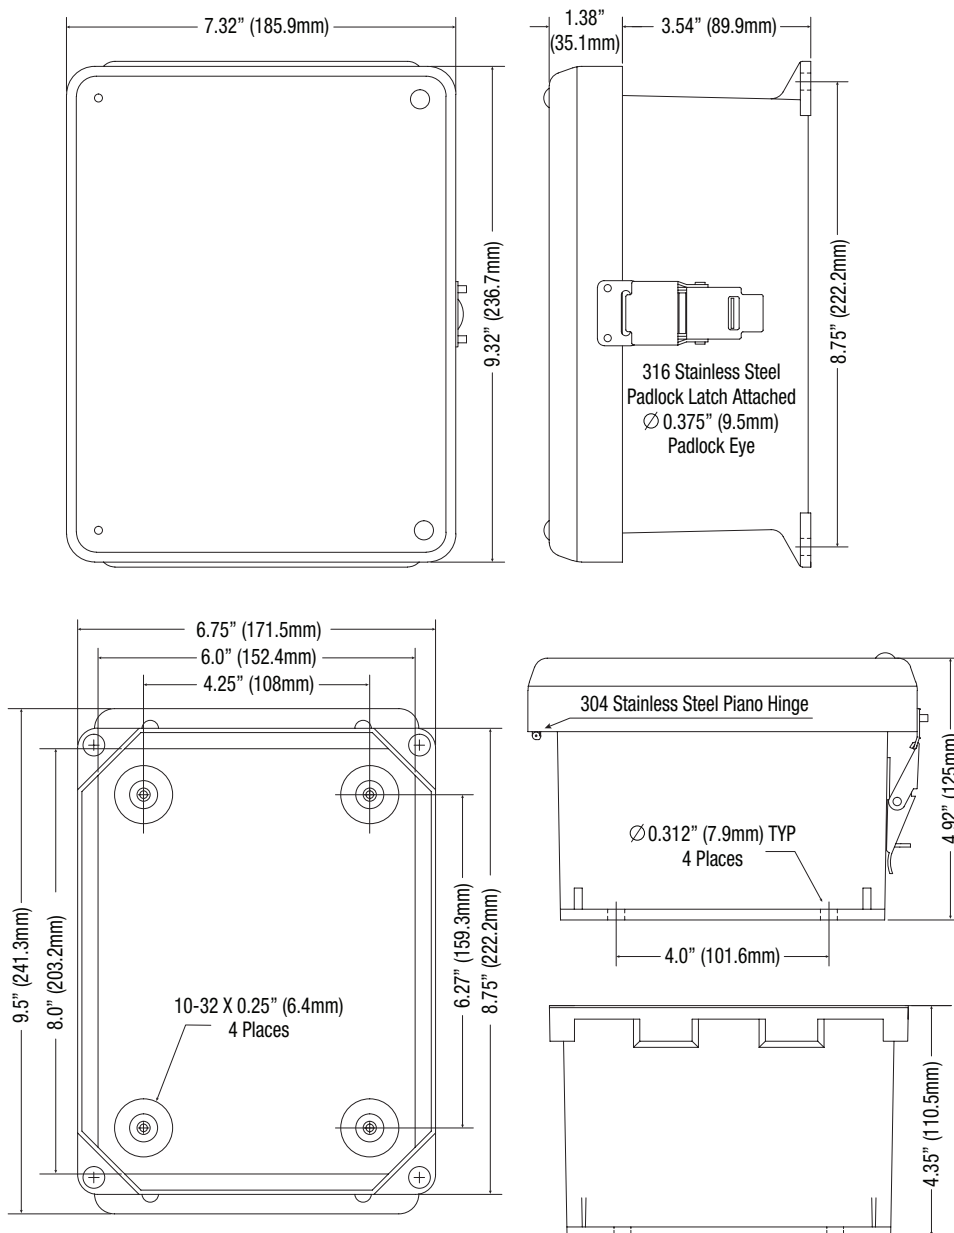 7.32” (185.9mm)
1.38”
(35.1mm)
3.54” (89.9mm)
9.32” (236.7mm)
8.75” (222.2mm)
316 Stainless Steel
Padlock Latch Attached
∅ 0.375” (9.5mm)
Padlock Eye
6.75” (171.5mm)
6.0” (152.4mm)
4.25” (108mm)
9.5” (241.3mm)
8.0” (203.2mm)
6.27” (159.3mm)
8.75” (222.2mm)
10-32 X 0.25” (6.4mm)
4 Places
304 Stainless Steel Piano Hinge
∅ 0.312” (7.9mm) TYP
4 Places
4.92” (125mm)
4.0” (101.6mm)
4.35” (110.5mm)